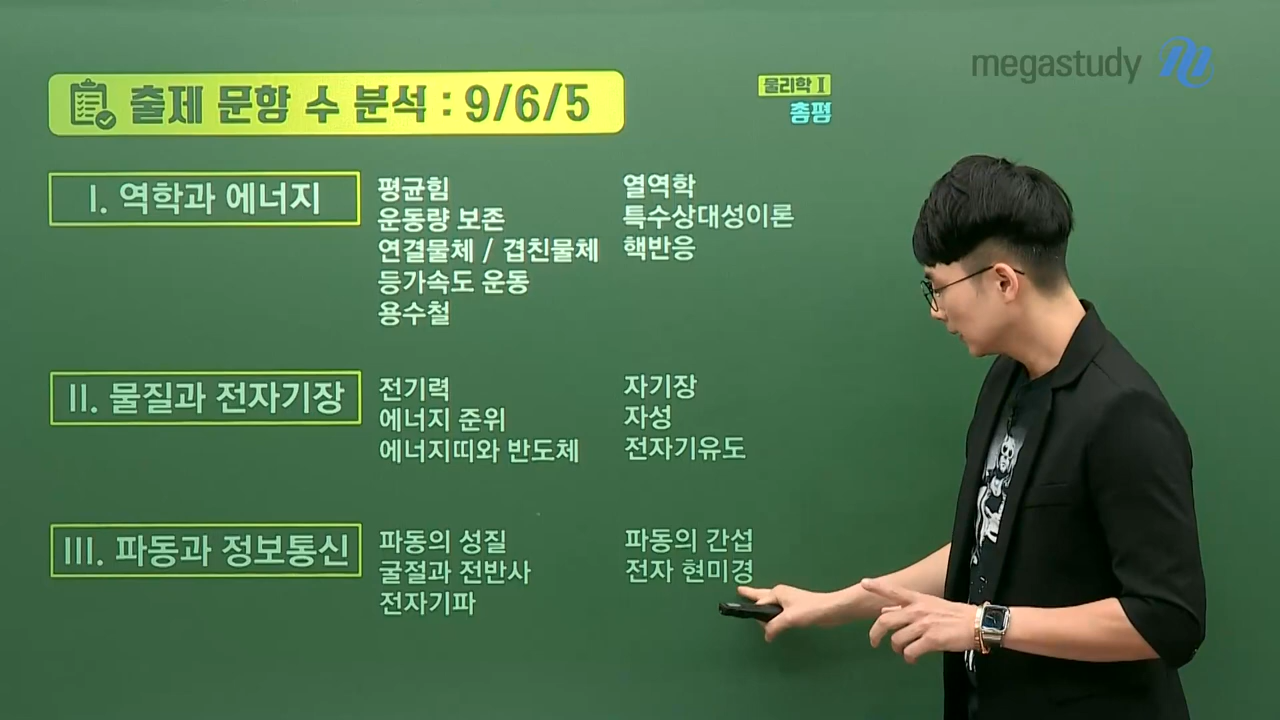 megastudy
출제 문항 수 분석 : 9/6/5
물리학 I
총평
I. 역학과 에너지
평균힘
운동량 보존
연결물체 / 겹친물체
등가속도 운동
용수철
열역학
특수상대성이론
핵반응
II. 물질과 전자기장
전기력
에너지 준위
에너지띠와 반도체
자기장
자성
전자기유도
III. 파동과 정보통신
파동의 성질
굴절과 전반사
전자기파
파동의 간섭
전자 현미경